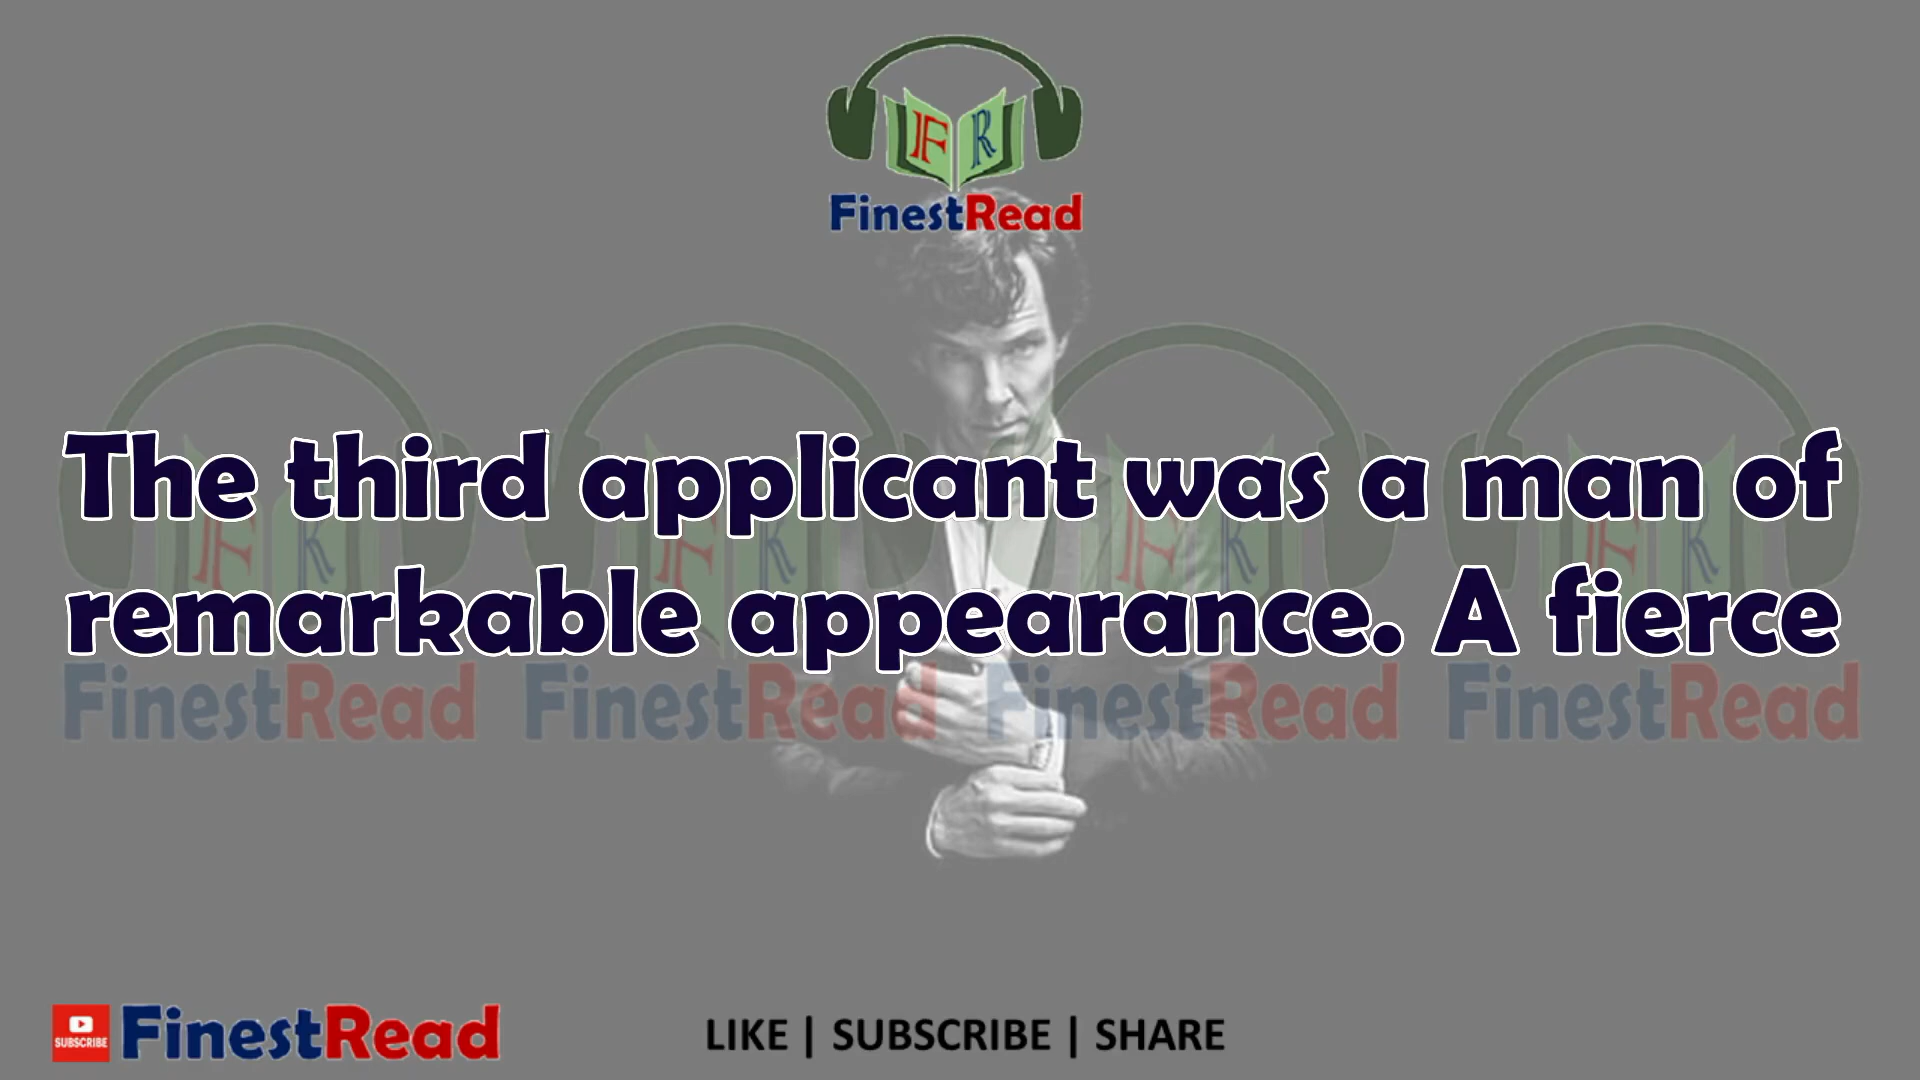 F R
FinestRead
The third applicant was a man of
F R F R F R F R
remarkable appearance. A fierce
FinestRead FinestRead FinestRead FinestRead
SUBSCRIBE FinestRead LIKE | SUBSCRIBE | SHARE